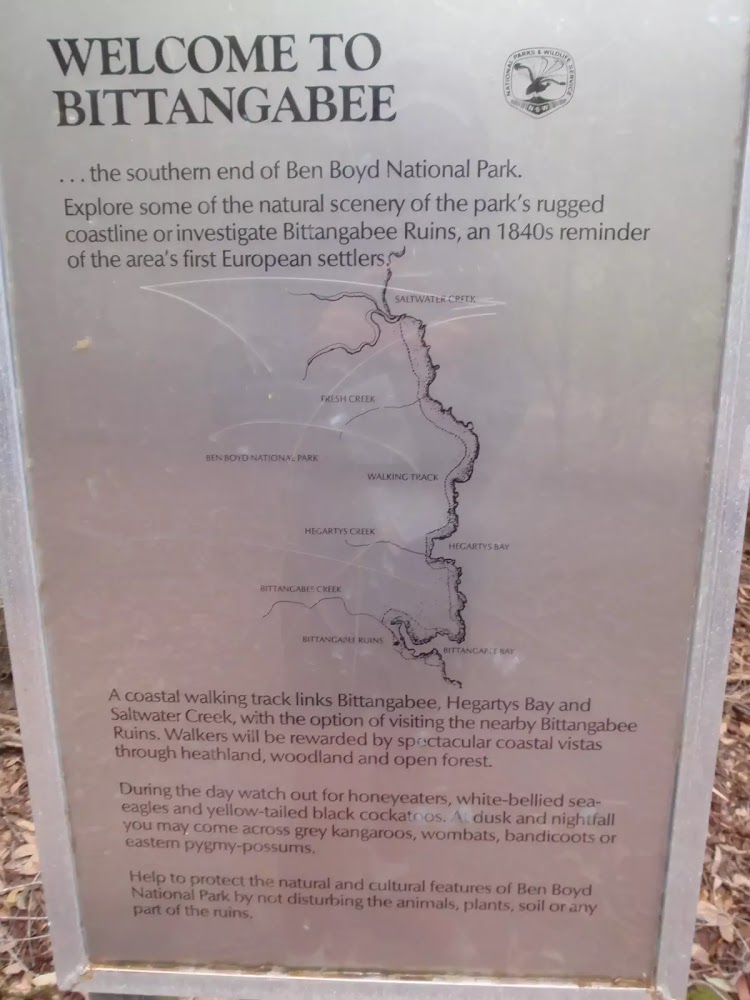 WELCOME TO
BITTANGABEE
NATIONAL PARKS & WILDLIFE SERVICE
NSW
...the southern end of Ben Boyd National Park.
Explore some of the natural scenery of the park's rugged
coastline or investigate Bittangabee Ruins, an 1840s reminder
of the area's first European settlers.
SALTWATER CREEK
FRESH CREEK
BEN BOYD NATIONAL PARK
WALKING TRACK
HEGARTYS CREEK
HEGARTYS BAY
BITTANGABEE CREEK
BITTANGABEE RUINS
BITTANGABEE BAY
A coastal walking track links Bittangabee, Hegartys Bay and
Saltwater Creek, with the option of visiting the nearby Bittangabee
Ruins. Walkers will be rewarded by spectacular coastal vistas
through heathland, woodland and open forest.
During the day watch out for honeyeaters, white-bellied sea-
eagles and yellow-tailed black cockatoos. At dusk and nightfall
you may come across grey kangaroos, wombats, bandicoots or
eastern pygmy-possums.
Help to protect the natural and cultural features of Ben Boyd
National Park by not disturbing the animals, plants, soil or any
part of the ruins.